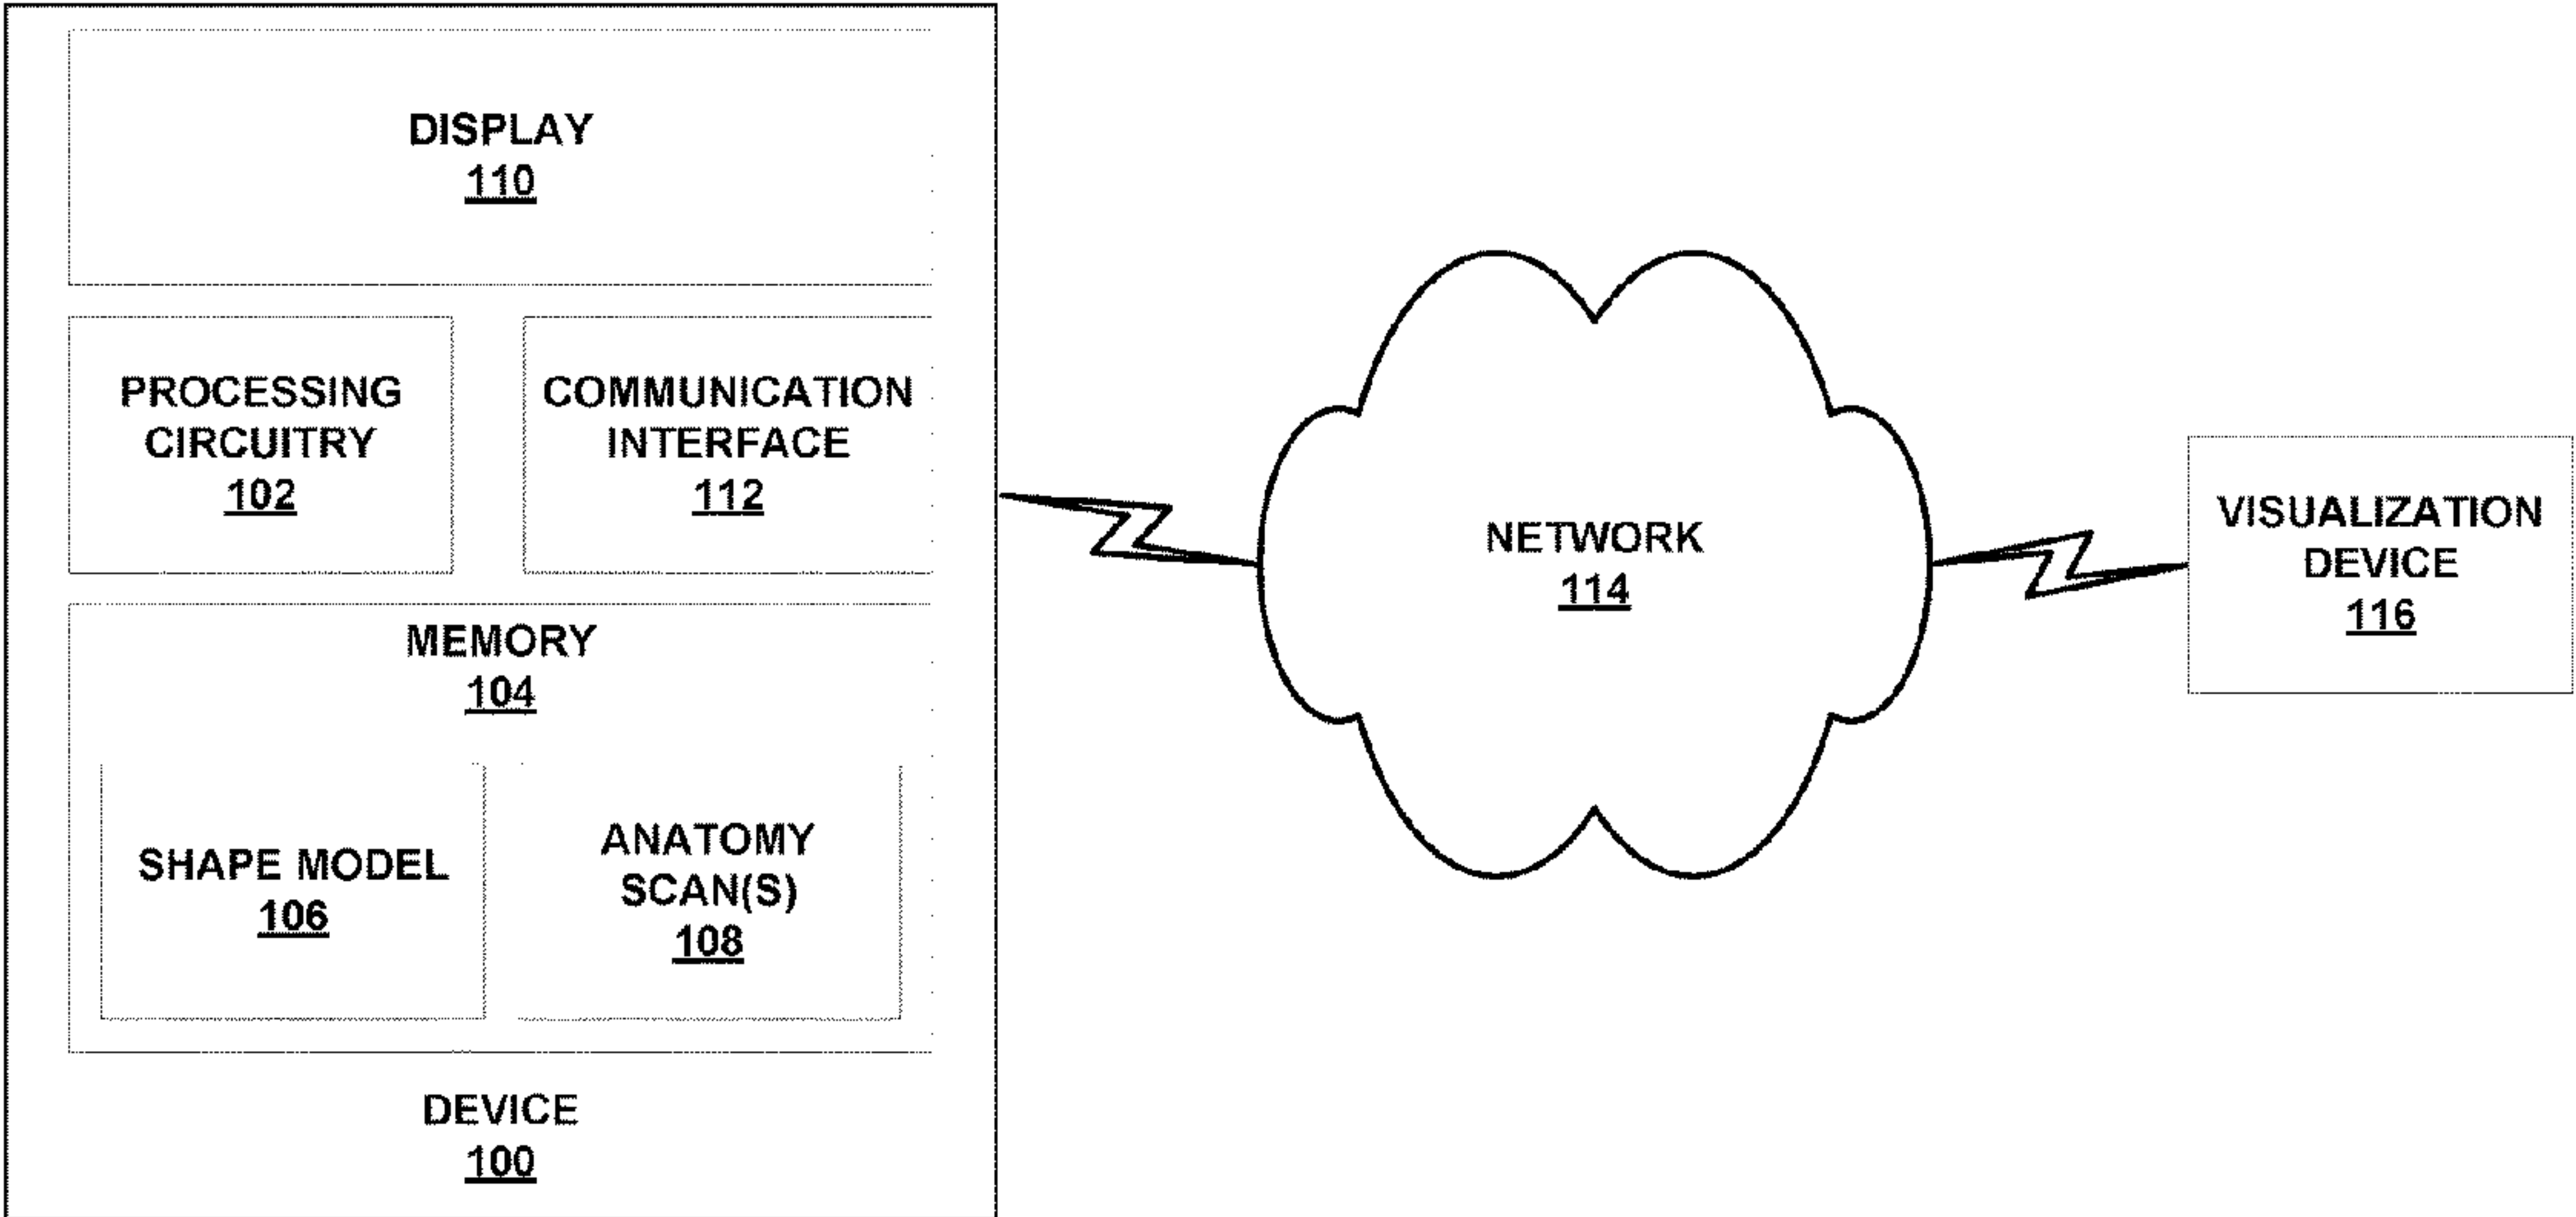 DISPLAY
110
PROCESSING
CIRCUITRY
102
COMMUNICATION
INTERFACE
112
MEMORY
104
SHAPE MODEL
106
ANATOMY
SCAN(S)
108
DEVICE
100
NETWORK
114
VISUALIZATION
DEVICE
116